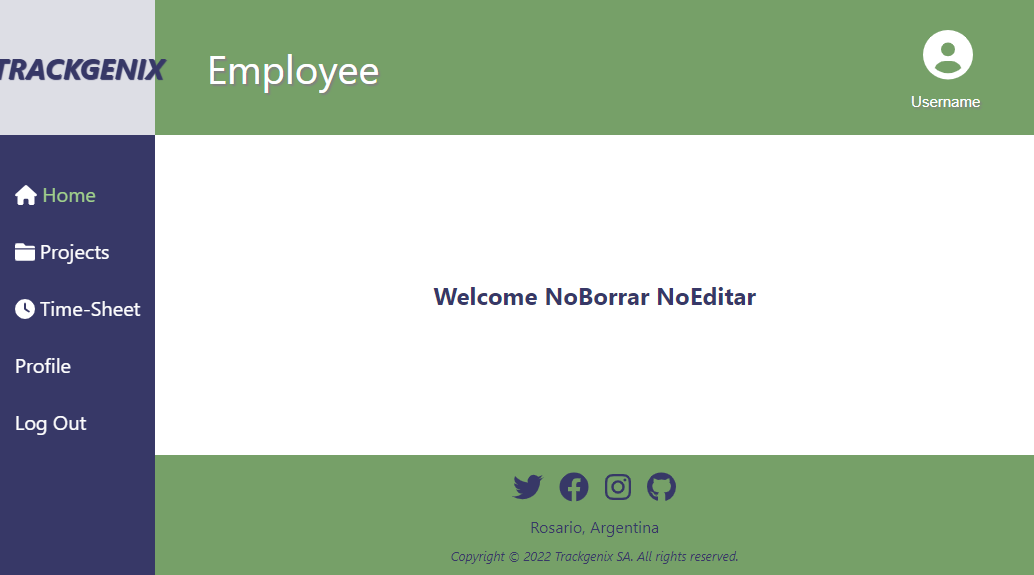 TRACKGENIX
Employee
Username
Home
Projects
Time-Sheet
Profile
Log Out
Welcome NoBorrar NoEditar
Rosario, Argentina
Copyright © 2022 Trackgenix SA. All rights reserved.